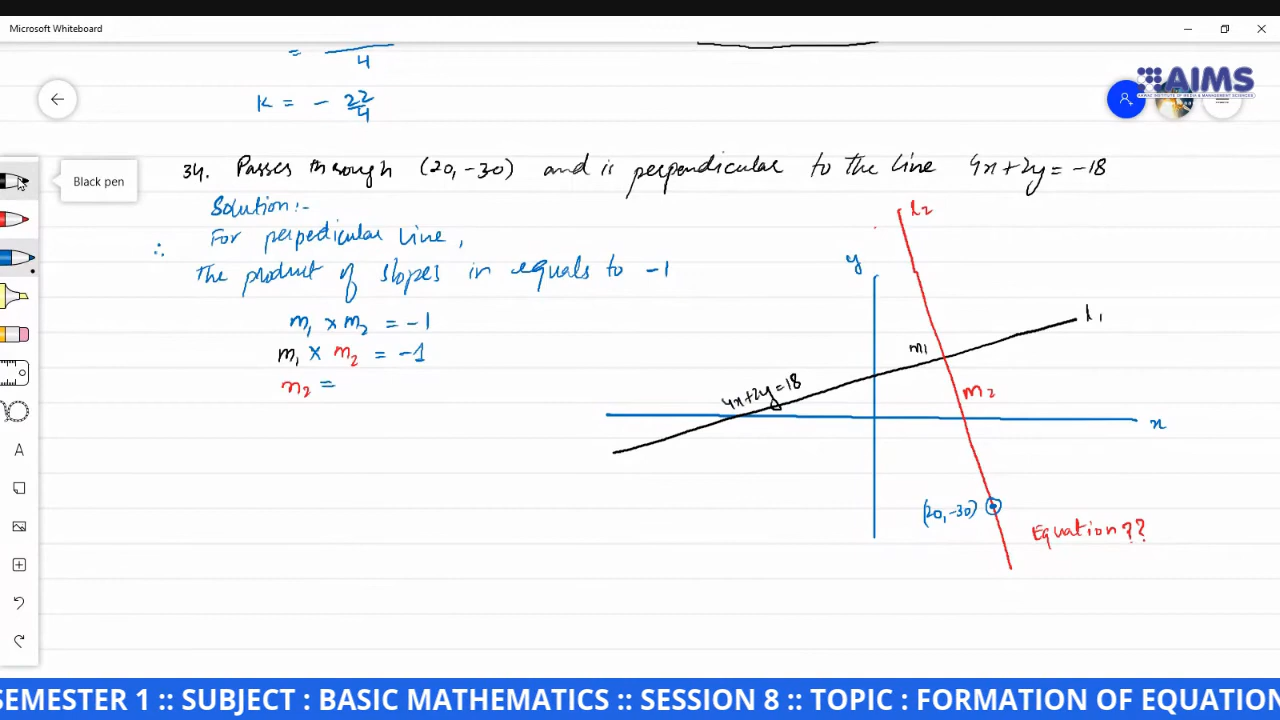 Microsoft Whiteboard
= 4
K = - 22/4
AIMS
Black pen
34. Passes through (20, -30) and is perpendicular to the line 4x+2y = -18
Solution:-
∴ For perpedicular line,
The product of slopes in equals to -1
m₁ × m₂ = -1
m₁ × m₂ = -1
m₂ =
l₂
y
l₁
m₁
4x+2y=18
m₂
x
(20,-30)
Equation??
A
SEMESTER 1 :: SUBJECT : BASIC MATHEMATICS :: SESSION 8 :: TOPIC : FORMATION OF EQUATION